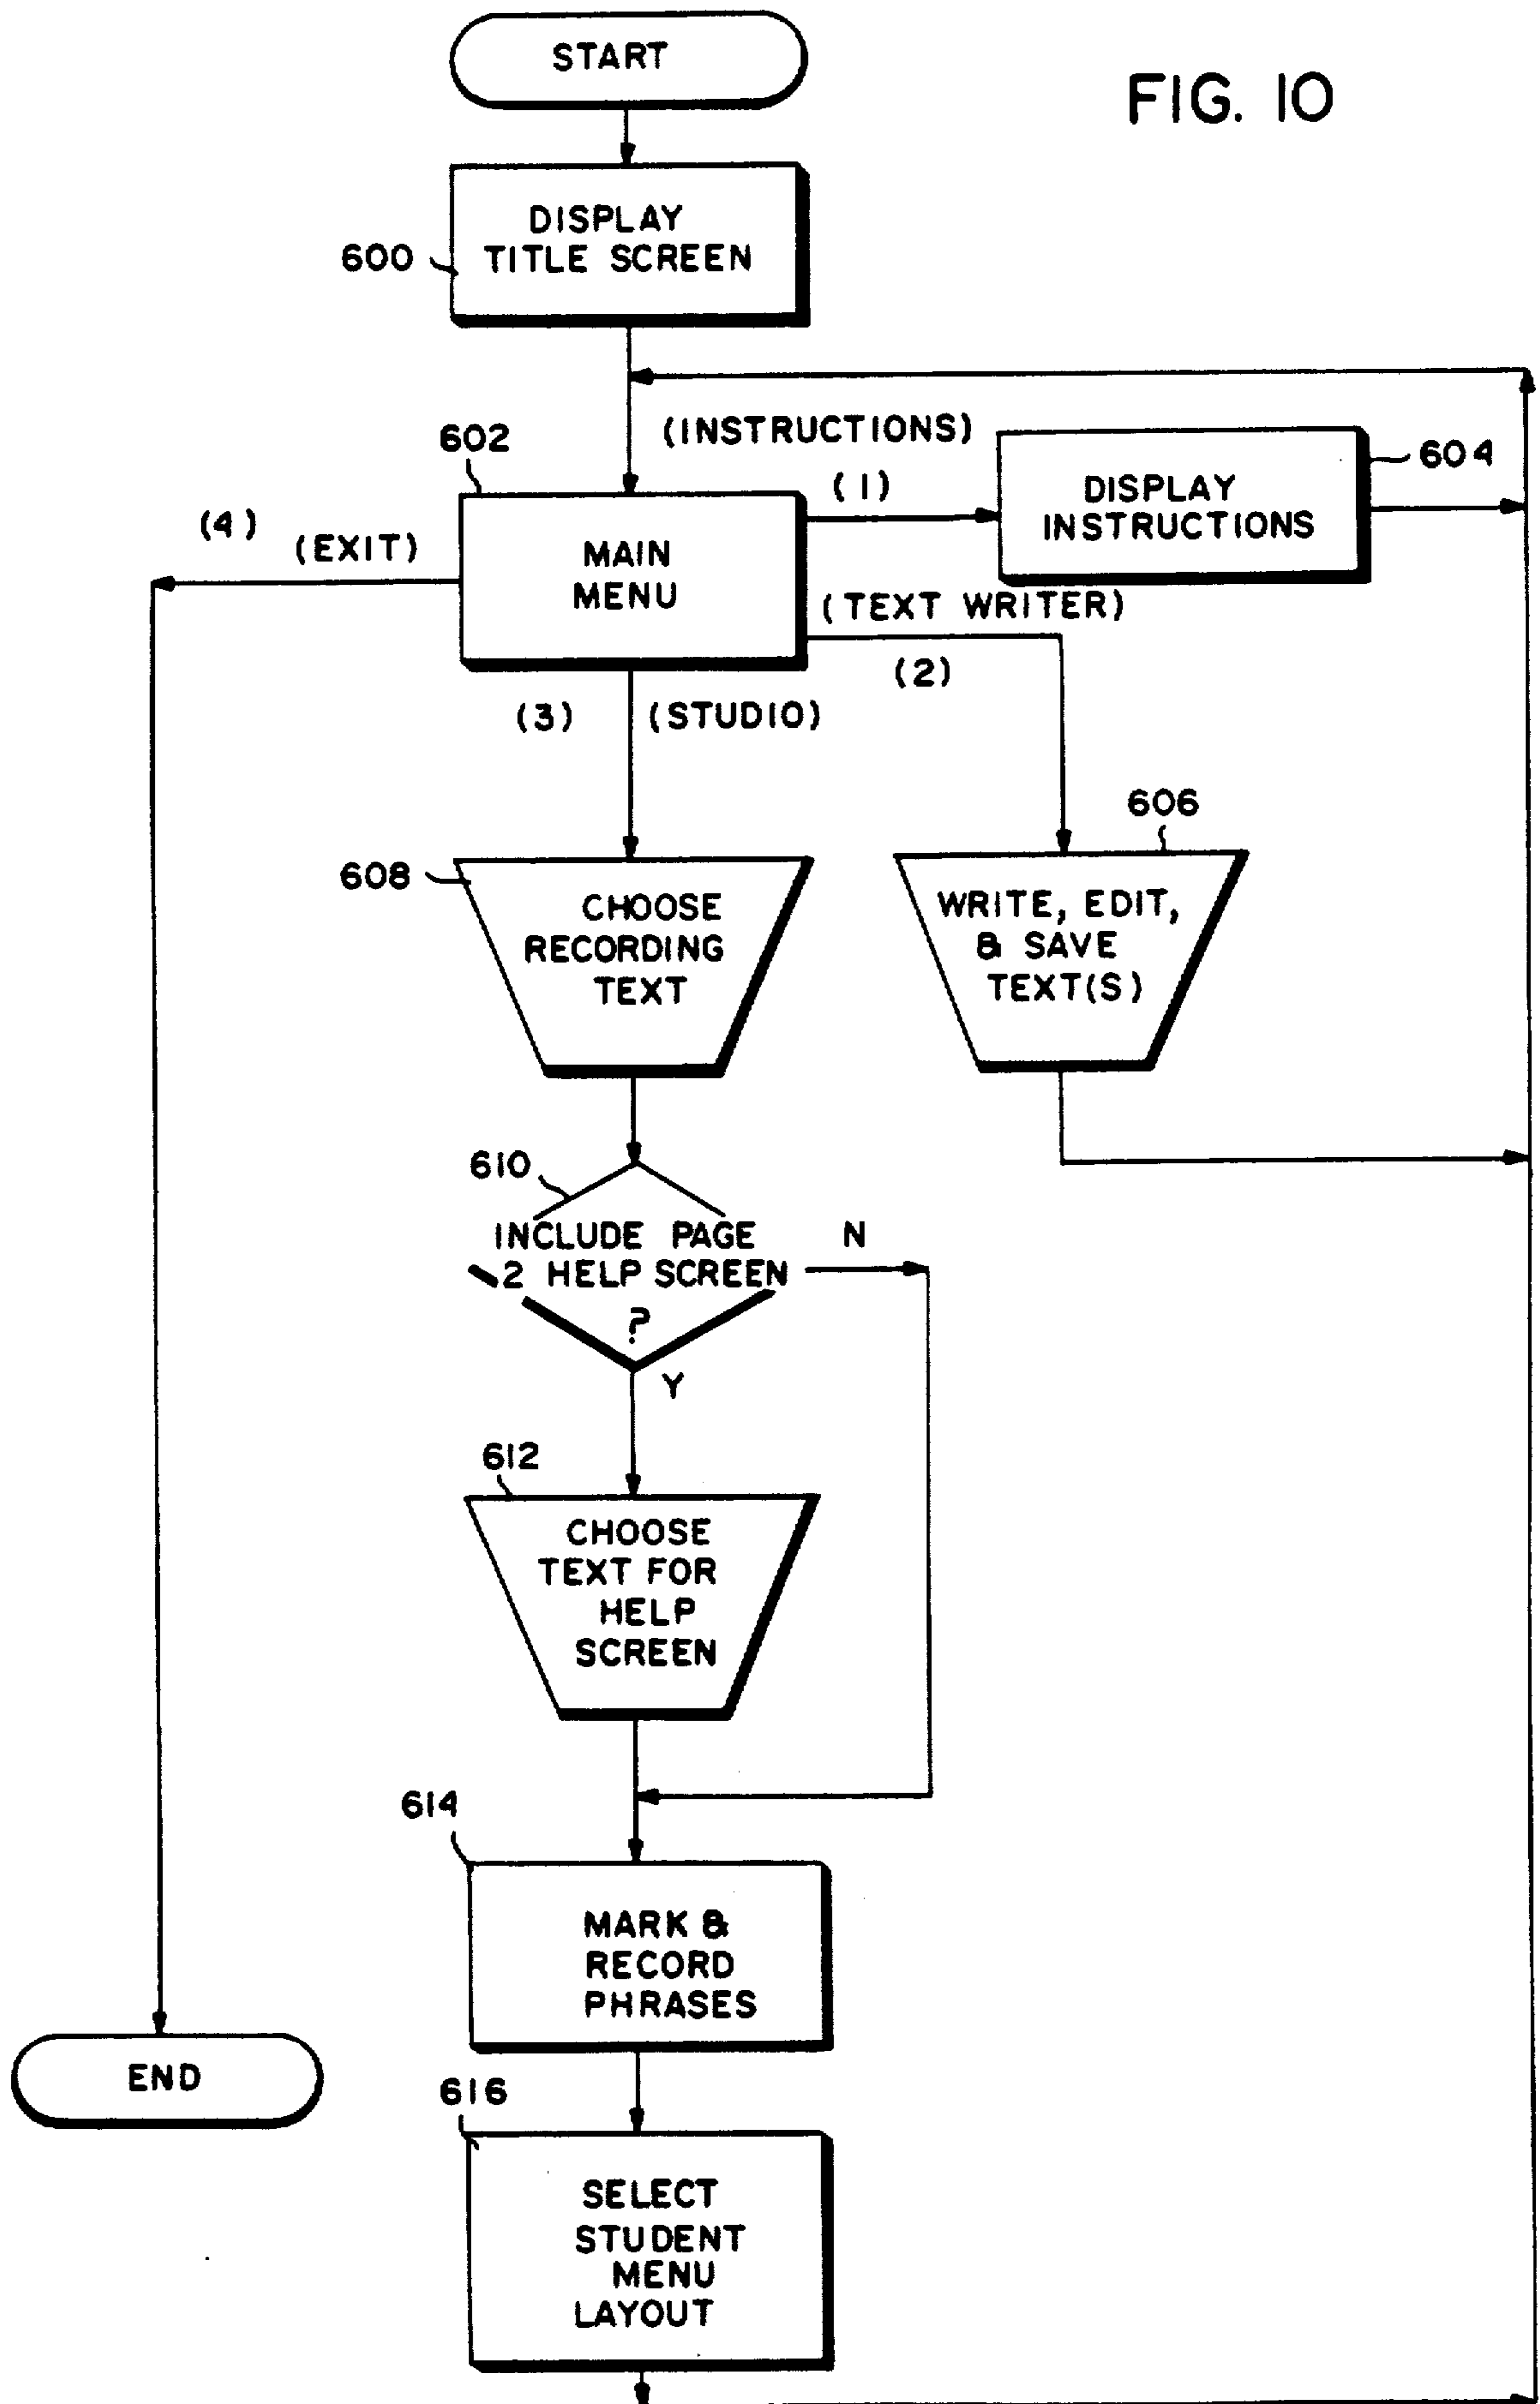 START
FIG. 10
DISPLAY
TITLE SCREEN
600
602
(INSTRUCTIONS)
(1)
604
DISPLAY
INSTRUCTIONS
(4)
(EXIT)
MAIN
MENU
(TEXT WRITER)
(2)
(3)
(STUDIO)
606
608
CHOOSE
RECORDING
TEXT
WRITE, EDIT,
& SAVE
TEXT(S)
610
INCLUDE PAGE
2 HELP SCREEN
?
N
Y
612
CHOOSE
TEXT FOR
HELP
SCREEN
614
MARK &
RECORD
PHRASES
END
616
SELECT
STUDENT
MENU
LAYOUT